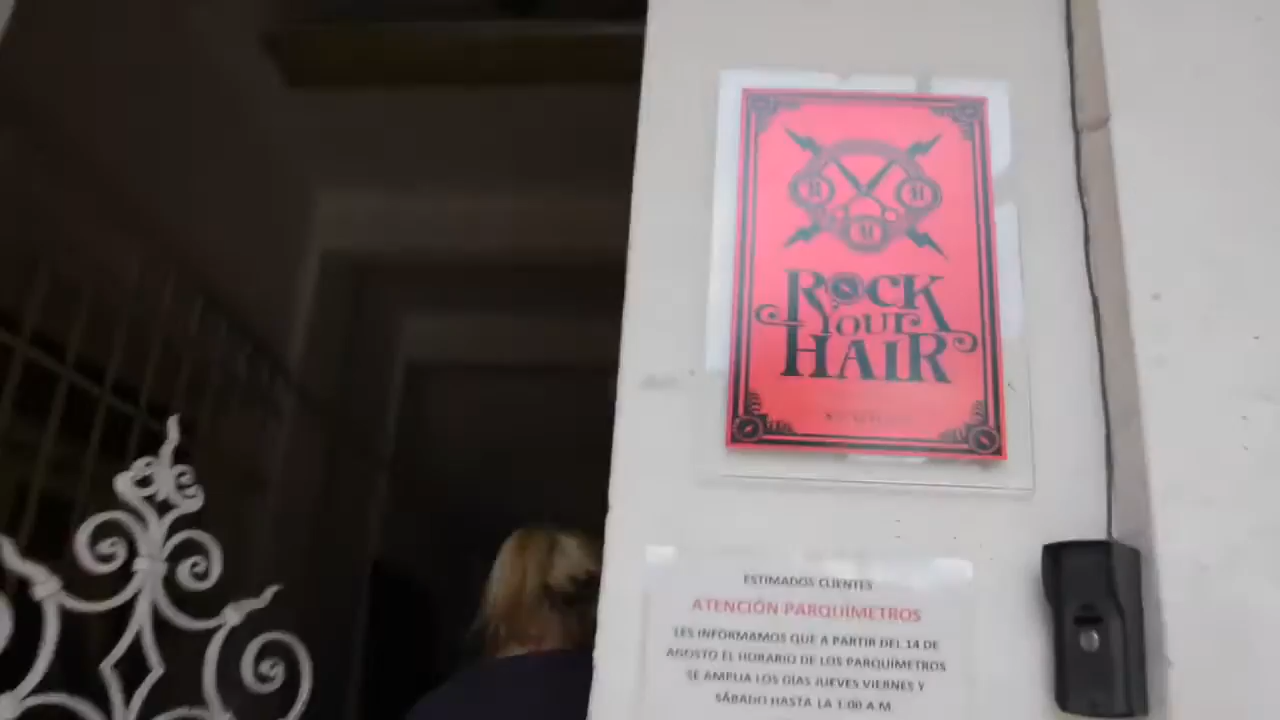 ROCK
YOUR
HAIR
ESTIMADOS CLIENTES
ATENCIÓN PARQUÍMETROS
LES INFORMAMOS QUE A PARTIR DEL 14 DE
AGOSTO EL HORARIO DE LOS PARQUÍMETROS
SE AMPLIA LOS DÍAS JUEVES VIERNES Y
SÁBADO HASTA LA 1:00 A.M.